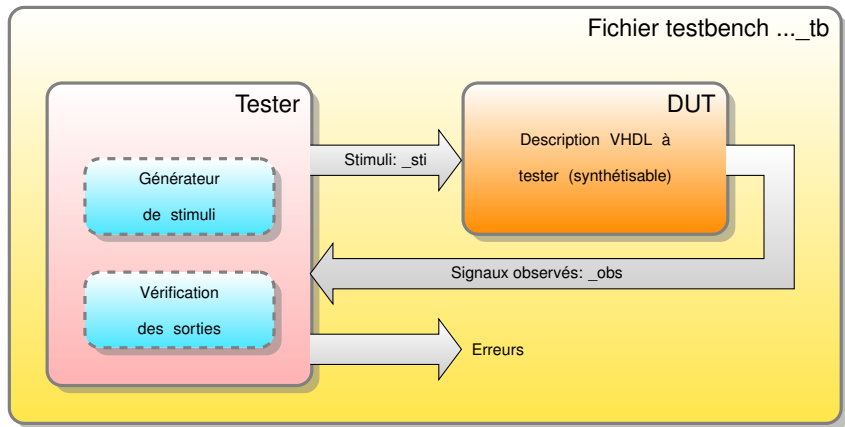 Fichier testbench ..._tb
Tester
DUT
Description VHDL à
tester (synthétisable)
Stimuli: _sti
Générateur
de stimuli
Signaux observés: _obs
Vérification
des sorties
Erreurs